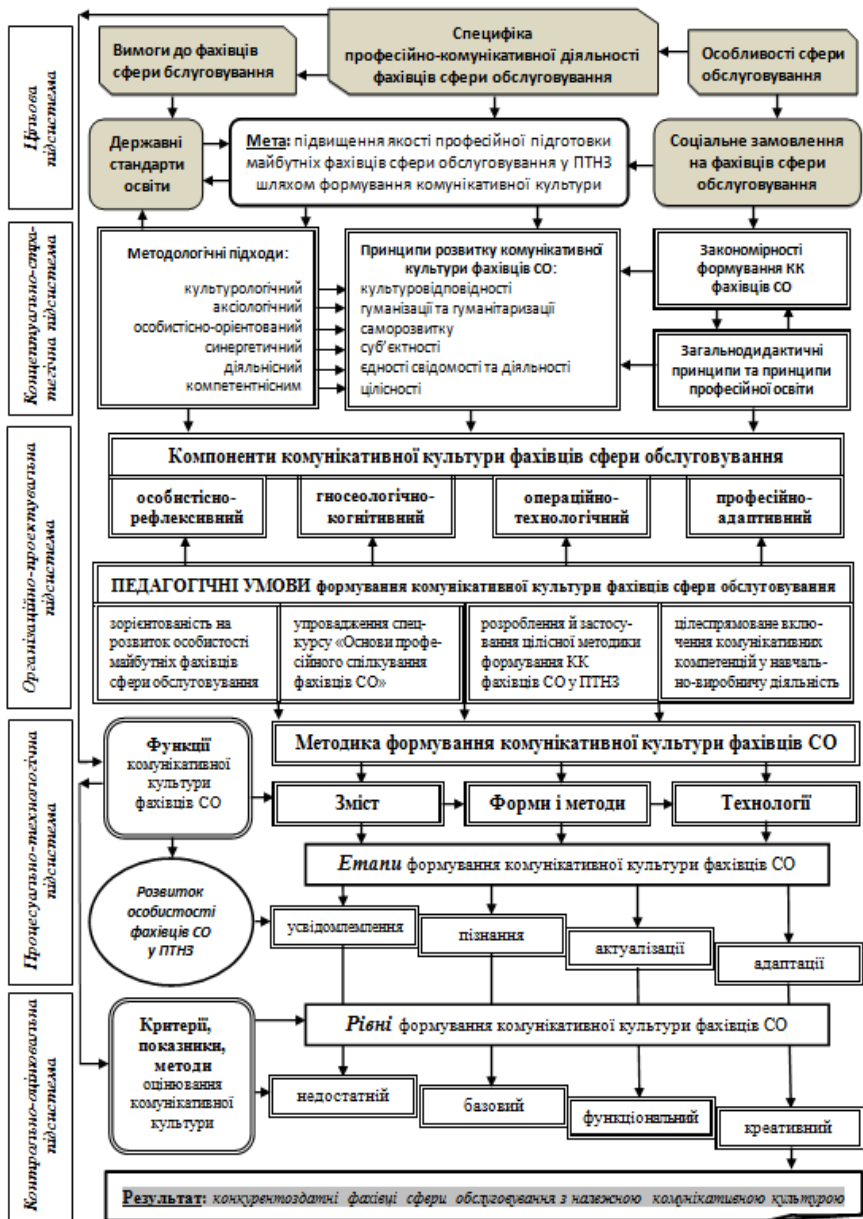 Цільова
підсистема
Вимоги до фахівців
сфери бслуговування
Специфіка
професійно-комунікативної діяльності
фахівців сфери обслуговування
Особливості сфери
обслуговування
Державні
стандарти
освіти
Мета: підвищення якості професійної підготовки
майбутніх фахівців сфери обслуговування у ПТНЗ
шляхом формування комунікативної культури
Соціальне замовлення
на фахівців сфери
обслуговування
Концептуально-стра-
тегічна підсистема
Методологічні підходи:
культурологічний
аксіологічний
особистісно-орієнтований
синергетичний
діяльнісний
компетентнісним
Принципи розвитку комунікативної
культури фахівців СО:
культуровідповідності
гуманізації та гуманітаризації
саморозвитку
суб’єктності
єдності свідомості та діяльності
цілісності
Закономірності
формування КК
фахівців СО
Загальнодидактичні
принципи та принципи
професійної освіти
Організаційно-проектувальна
підсистема
Компоненти комунікативної культури фахівців сфери обслуговування
особистісно-
рефлексивний
гносеологічно-
когнітивний
операційно-
технологічний
професійно-
адаптивний
ПЕДАГОГІЧНІ УМОВИ формування комунікативної культури фахівців сфери обслуговування
зорієнтованість на
розвиток особистості
майбутніх фахівців
сфери обслуговування
упровадження спец-
курсу «Основи профе-
сійного спілкування
фахівців СО»
розроблення й застосу-
вання цілісної методики
формування КК
фахівців СО у ПТНЗ
цілеспрямоване вклю-
чення комунікативних
компетенцій у навчаль-
но-виробничу діяльність
Процесуально-технологічна
підсистема
Функції
комунікативної
культури
фахівців СО
Методика формування комунікативної культури фахівців СО
Зміст
Форми і методи
Технології
Етапи формування комунікативної культури фахівців СО
Розвиток
особистості
фахівців СО
у ПТНЗ
усвідомлемлення
пізнання
актуалізації
адаптації
Контрольно-оцінювальна
підсистема
Критерії,
показники,
методи
оцінювання
комунікативної
культури
Рівні формування комунікативної культури фахівців СО
недостатній
базовий
функціональний
креативний
Результат: конкурентоздатні фахівці сфери обслуговування з належною комунікативною культурою